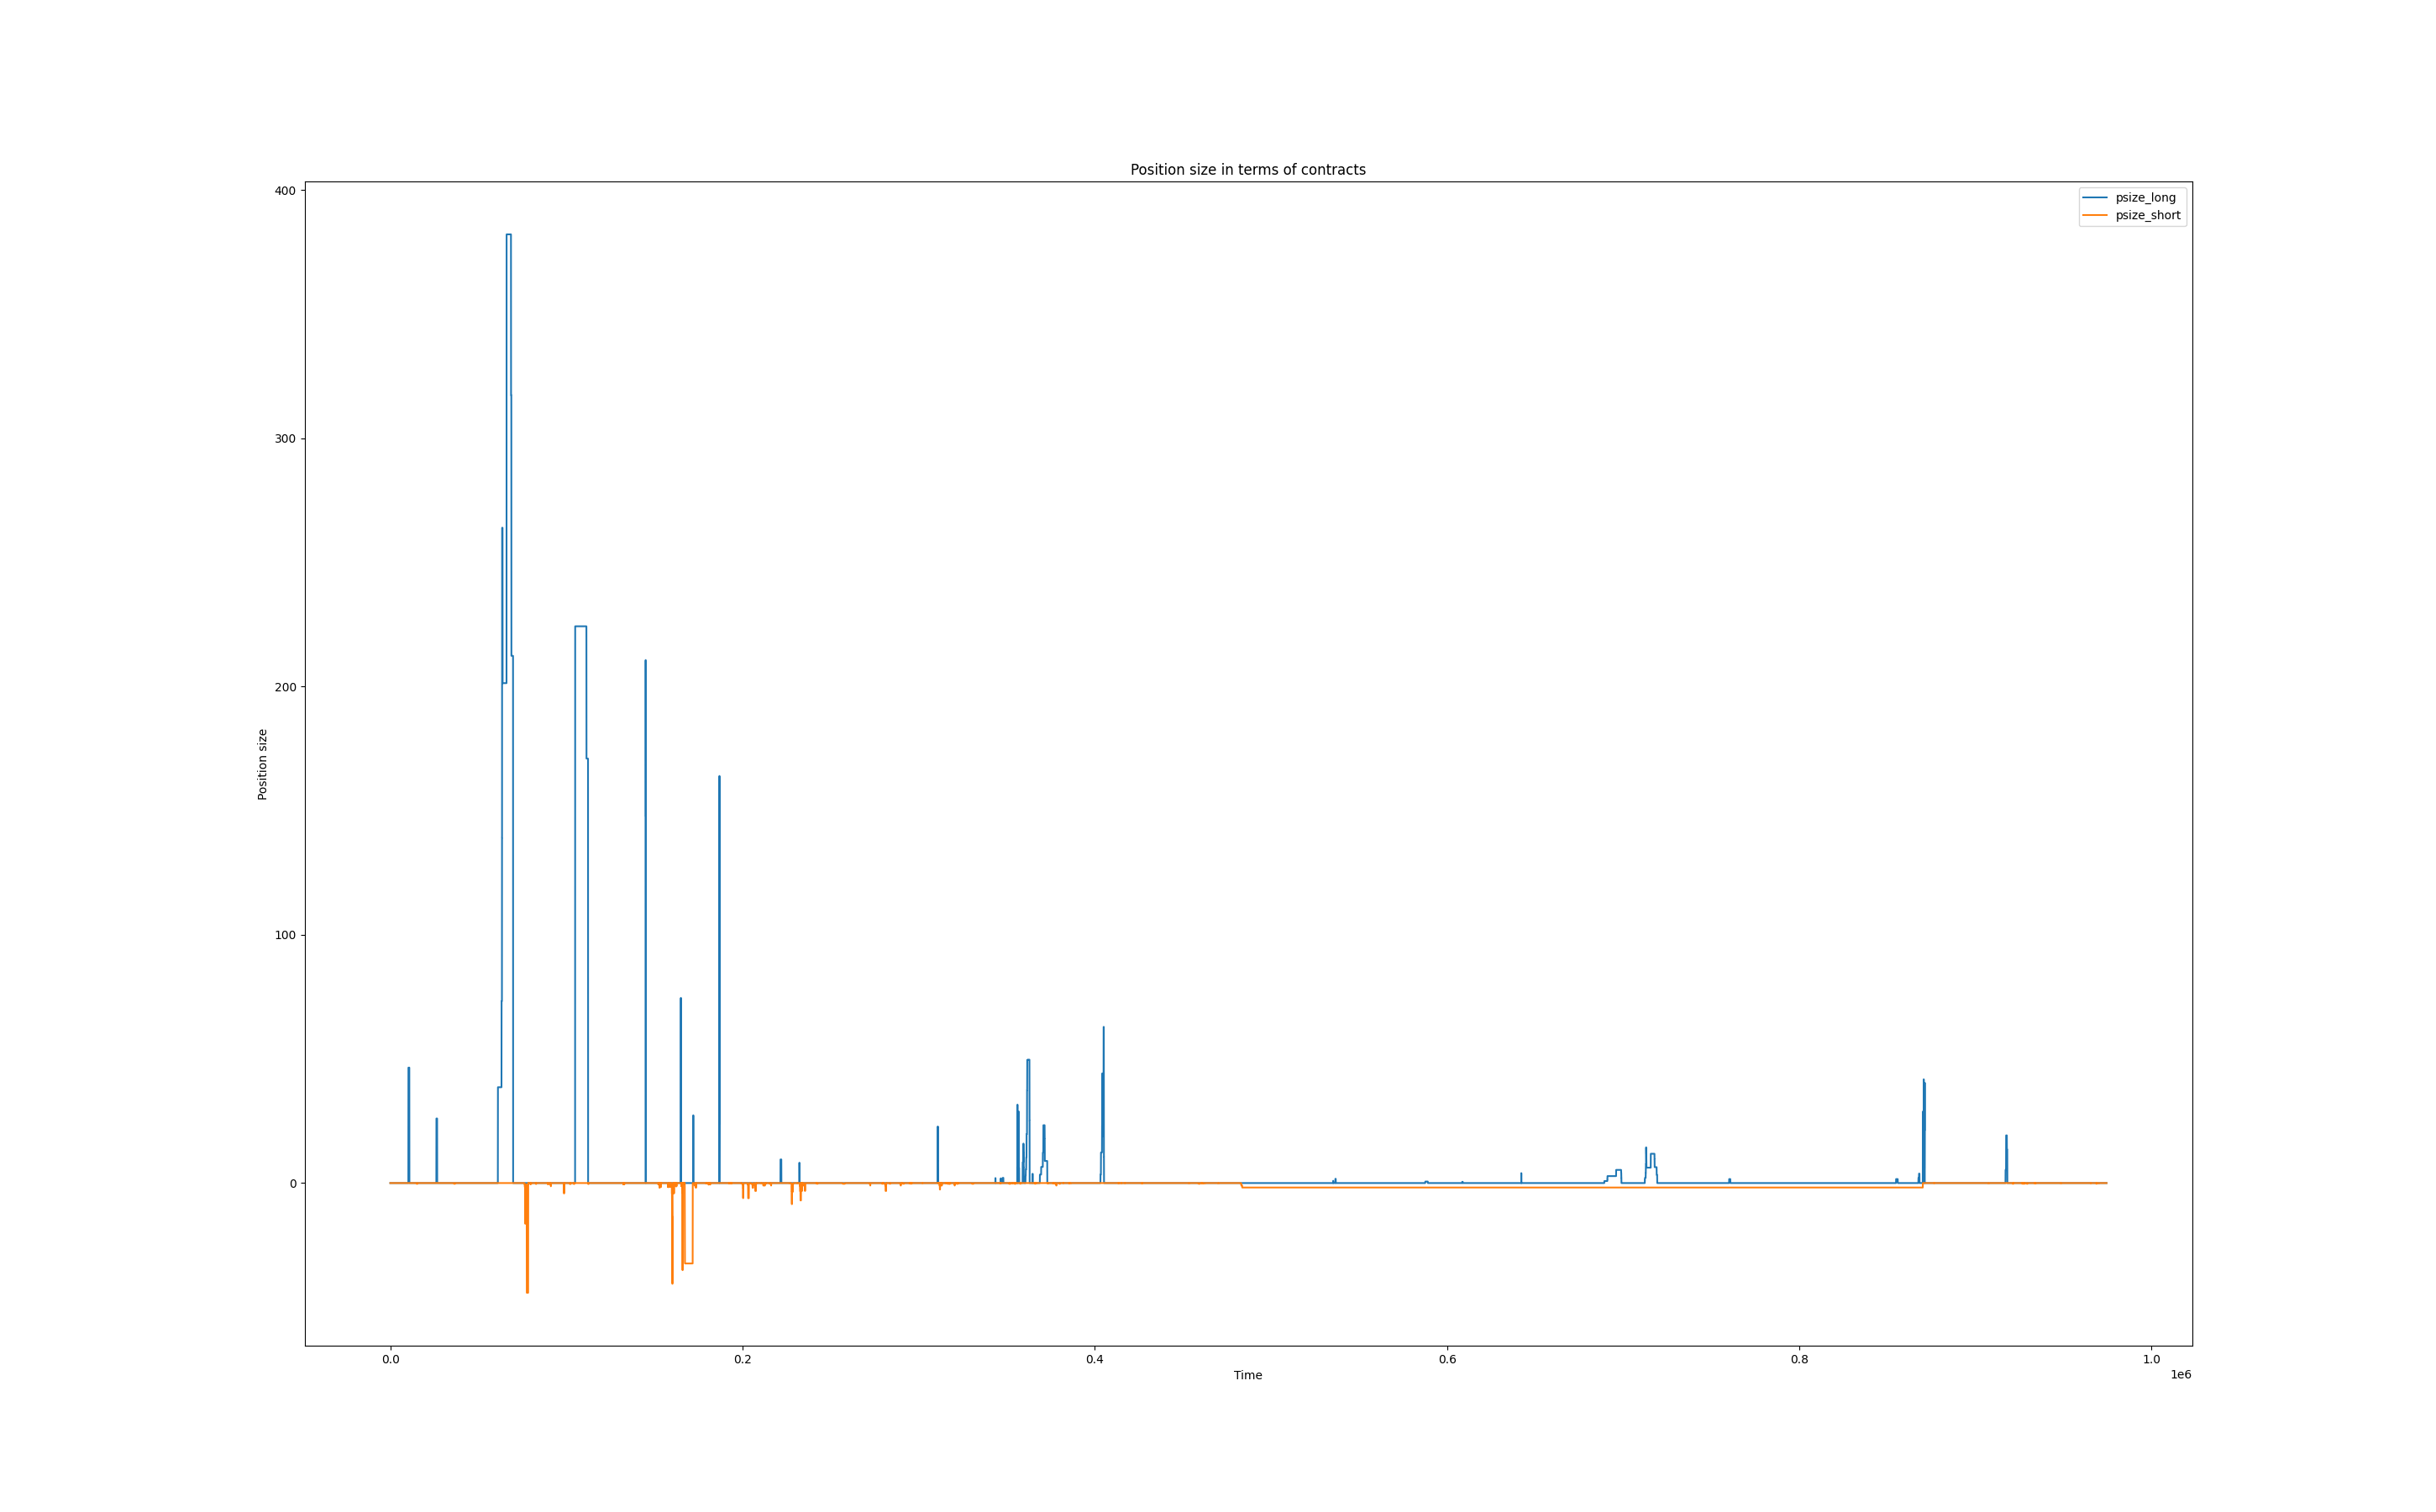 Position size in terms of contracts
400
300
200
100
0
Position size
psize_long
psize_short
0.0
0.2
0.4
0.6
0.8
1.0
Time
1e6